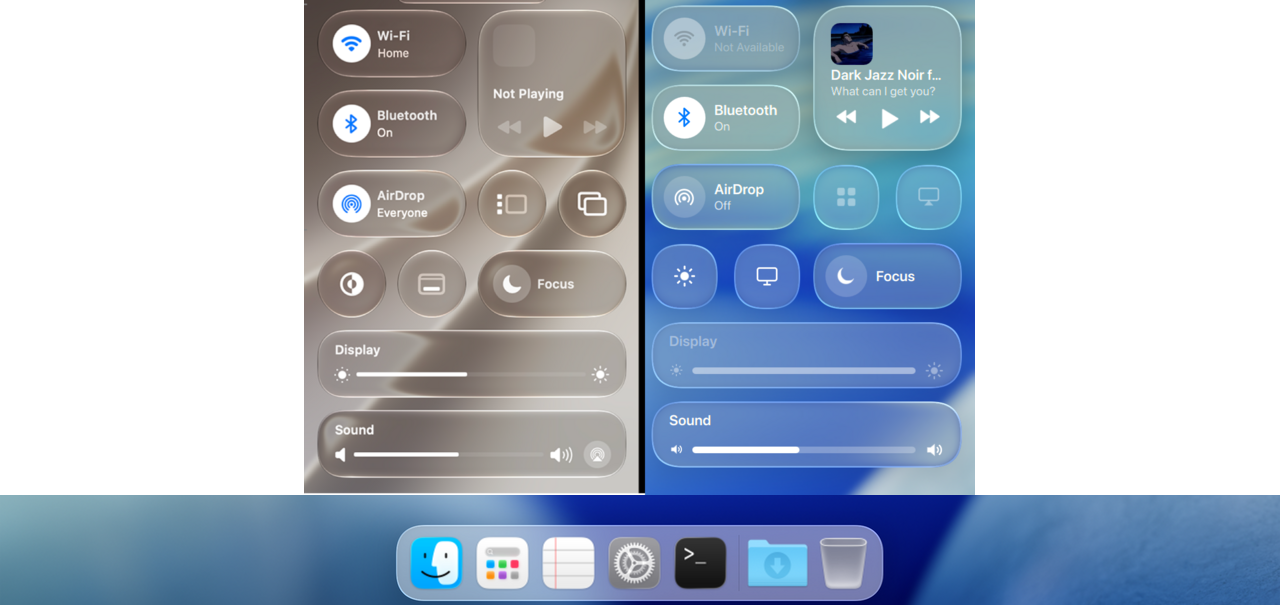 Wi-Fi
Home
Not Playing
Bluetooth
On
AirDrop
Everyone
Focus
Display
Sound
Wi-Fi
Not Available
Dark Jazz Noir f...
What can I get you?
Bluetooth
On
AirDrop
Off
Focus
Display
Sound
>_